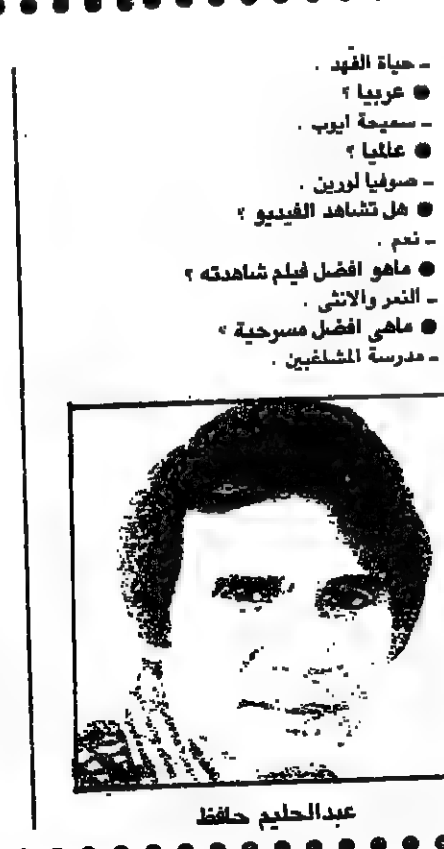 ـ حياة الفهد .
● عربيا ؟
ـ سميحة ايوب .
● عالميا ؟
ـ صوفيا لورين .
● هل تشاهد الفيديو ؟
ـ نعم .
● ماهو افضل فيلم شاهدته ؟
ـ النمر والانثى .
● ماهي افضل مسرحية ؟
ـ مدرسة المشاغبين .
عبدالحليم حافظ